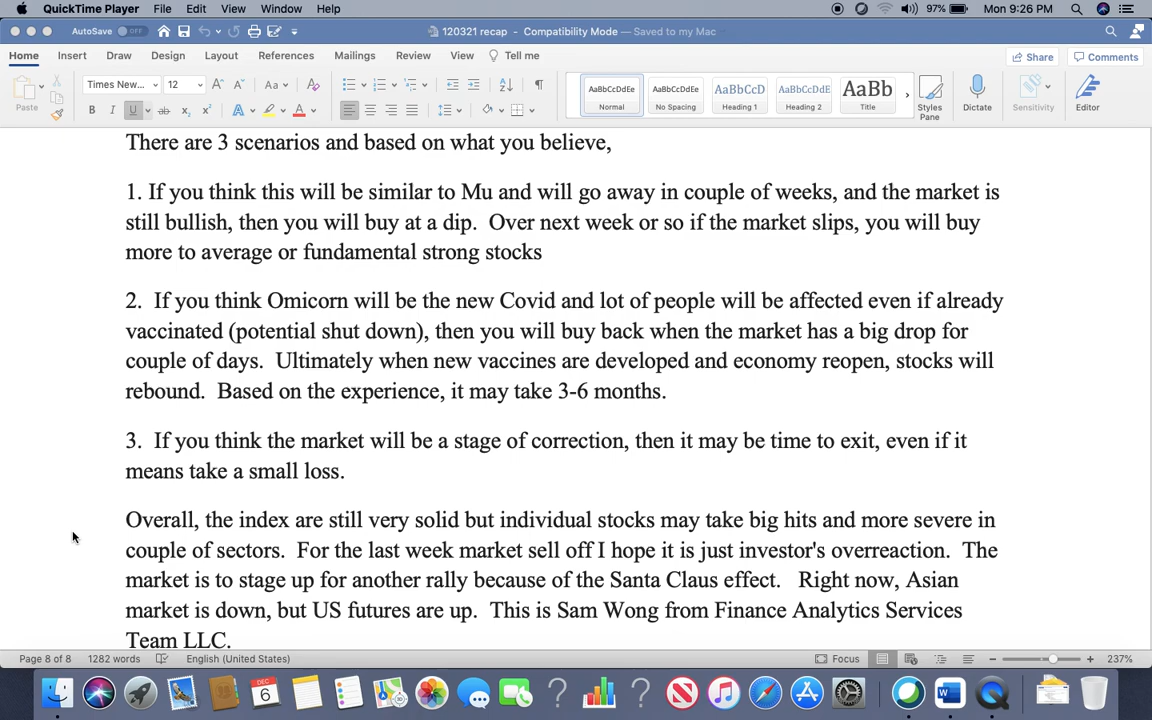 QuickTime Player File Edit View Window Help 97% Mon 9:26 PM
AutoSave OFF 120321 recap - Compatibility Mode — Saved to my Mac
Home Insert Draw Design Layout References Mailings Review View Tell me Share Comments
Paste Times New... 12 Aa AaBbCcDdEe AaBbCcDdEe AaBbCcD AaBbCcDdE AaBb
B I U ab X₂ X² A A Normal No Spacing Heading 1 Heading 2 Title Styles Pane Dictate Sensitivity Editor
There are 3 scenarios and based on what you believe,
1. If you think this will be similar to Mu and will go away in couple of weeks, and the market is
still bullish, then you will buy at a dip.  Over next week or so if the market slips, you will buy
more to average or fundamental strong stocks
2.  If you think Omicorn will be the new Covid and lot of people will be affected even if already
vaccinated (potential shut down), then you will buy back when the market has a big drop for
couple of days.  Ultimately when new vaccines are developed and economy reopen, stocks will
rebound.  Based on the experience, it may take 3-6 months.
3.  If you think the market will be a stage of correction, then it may be time to exit, even if it
means take a small loss.
Overall, the index are still very solid but individual stocks may take big hits and more severe in
couple of sectors.  For the last week market sell off I hope it is just investor's overreaction.  The
market is to stage up for another rally because of the Santa Claus effect.   Right now, Asian
market is down, but US futures are up.  This is Sam Wong from Finance Analytics Services
Team LLC.
Page 8 of 8 1282 words English (United States) Focus 237%
DEC 6